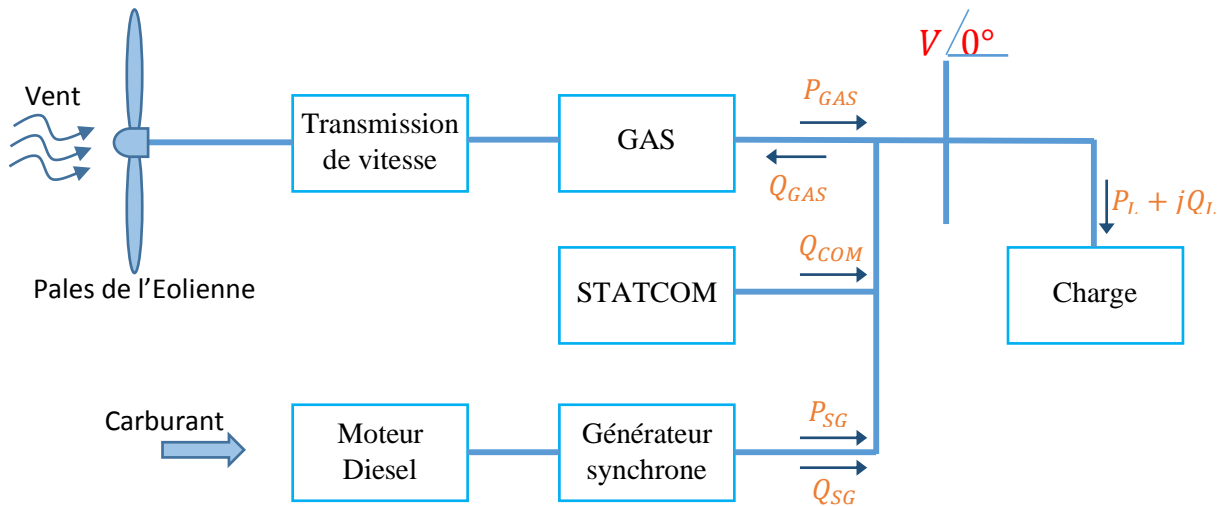 V/0°
Vent
P_GAS
Transmission
de vitesse
GAS
Q_GAS
P_L + jQ_L
Pales de l’Eolienne
Q_COM
STATCOM
Charge
Carburant
P_SG
Moteur
Diesel
Générateur
synchrone
Q_SG